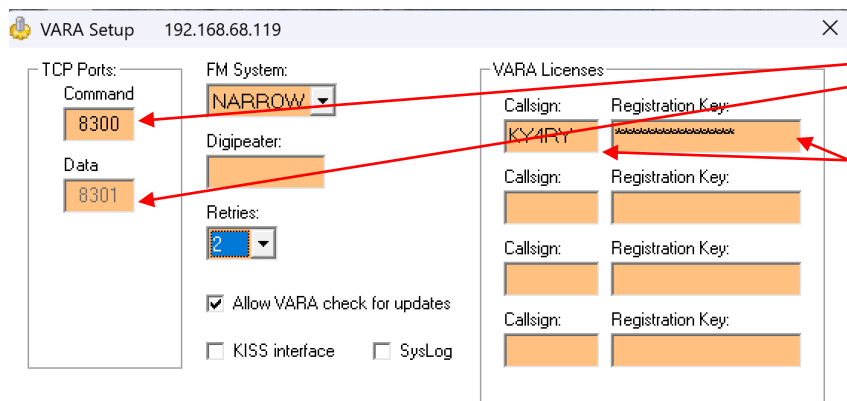 VARA Setup 192.168.68.119
TCP Ports:
Command
8300
Data
8301
FM System:
NARROW
Digipeater:
Retries:
2
Allow VARA check for updates
KISS interface
SysLog
VARA Licenses
Callsign: Registration Key:
KY4RY ******************
Callsign: Registration Key:
Callsign: Registration Key:
Callsign: Registration Key: